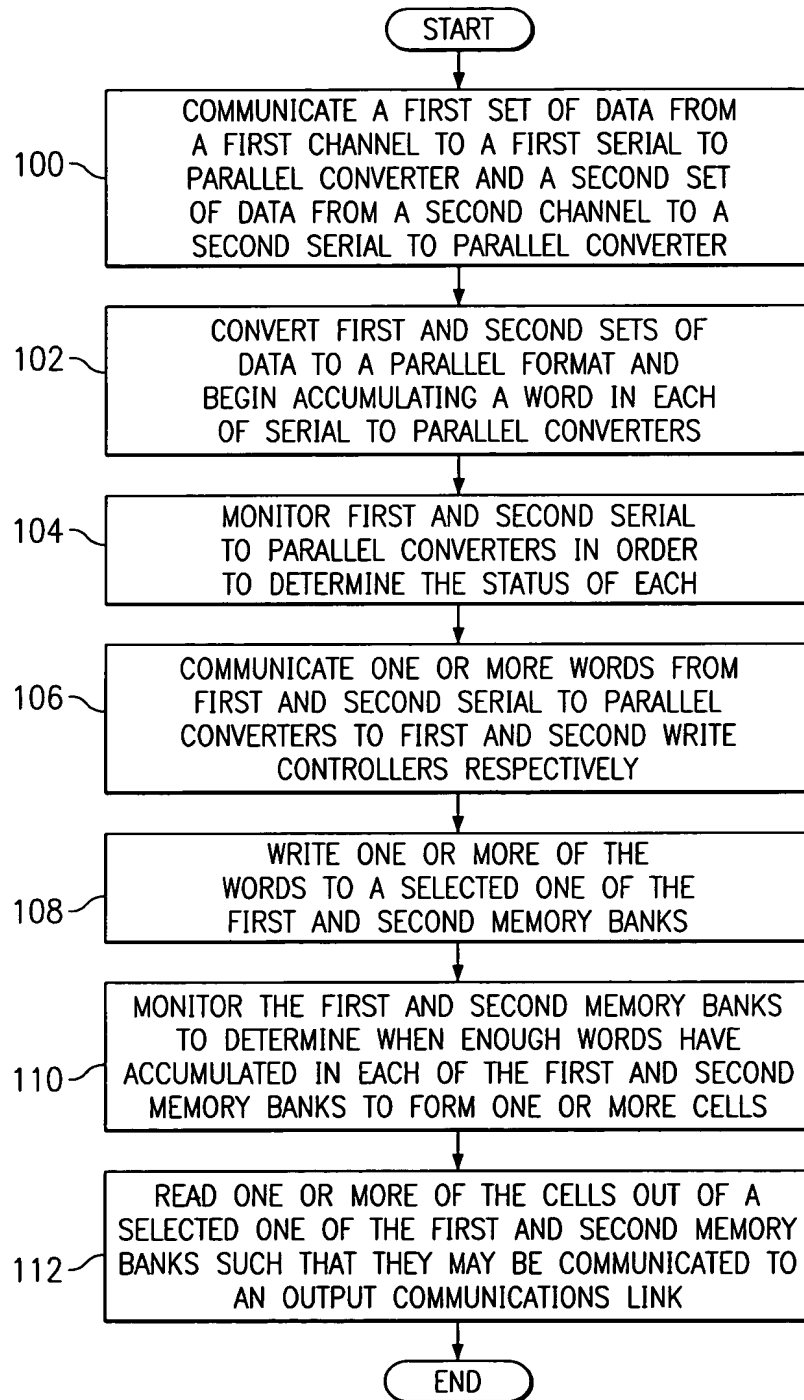 START
COMMUNICATE A FIRST SET OF DATA FROM
A FIRST CHANNEL TO A FIRST SERIAL TO
100
PARALLEL CONVERTER AND A SECOND SET
OF DATA FROM A SECOND CHANNEL TO A
SECOND SERIAL TO PARALLEL CONVERTER
CONVERT FIRST AND SECOND SETS OF
102
DATA TO A PARALLEL FORMAT AND
BEGIN ACCUMULATING A WORD IN EACH
OF SERIAL TO PARALLEL CONVERTERS
104
MONITOR FIRST AND SECOND SERIAL
TO PARALLEL CONVERTERS IN ORDER
TO DETERMINE THE STATUS OF EACH
COMMUNICATE ONE OR MORE WORDS FROM
106
FIRST AND SECOND SERIAL TO PARALLEL
CONVERTERS TO FIRST AND SECOND WRITE
CONTROLLERS RESPECTIVELY
WRITE ONE OR MORE OF THE
108
WORDS TO A SELECTED ONE OF THE
FIRST AND SECOND MEMORY BANKS
MONITOR THE FIRST AND SECOND MEMORY BANKS
TO DETERMINE WHEN ENOUGH WORDS HAVE
110
ACCUMULATED IN EACH OF THE FIRST AND SECOND
MEMORY BANKS TO FORM ONE OR MORE CELLS
READ ONE OR MORE OF THE CELLS OUT OF A
SELECTED ONE OF THE FIRST AND SECOND MEMORY
112
BANKS SUCH THAT THEY MAY BE COMMUNICATED TO
AN OUTPUT COMMUNICATIONS LINK
END